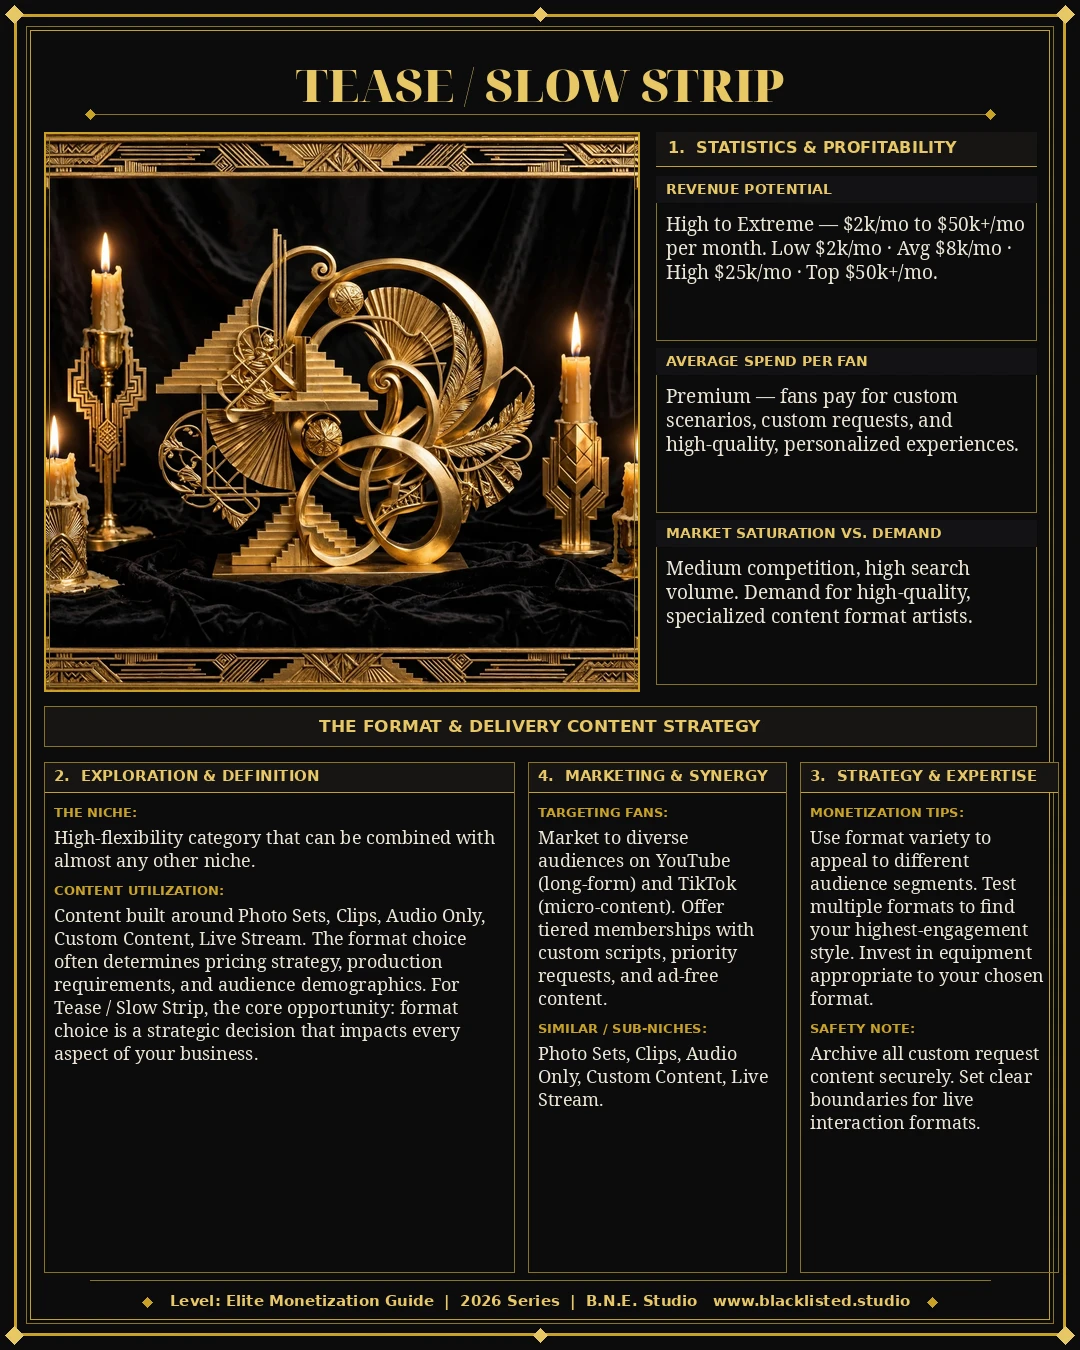 TEASE / SLOW STRIP
1. STATISTICS & PROFITABILITY
REVENUE POTENTIAL
High to Extreme — $2k/mo to $50k+/mo
per month. Low $2k/mo · Avg $8k/mo ·
High $25k/mo · Top $50k+/mo.
AVERAGE SPEND PER FAN
Premium — fans pay for custom
scenarios, custom requests, and
high-quality, personalized experiences.
MARKET SATURATION VS. DEMAND
Medium competition, high search
volume. Demand for high-quality,
specialized content format artists.
THE FORMAT & DELIVERY CONTENT STRATEGY
2. EXPLORATION & DEFINITION
THE NICHE:
High-flexibility category that can be combined with
almost any other niche.
CONTENT UTILIZATION:
Content built around Photo Sets, Clips, Audio Only,
Custom Content, Live Stream. The format choice
often determines pricing strategy, production
requirements, and audience demographics. For
Tease / Slow Strip, the core opportunity: format
choice is a strategic decision that impacts every
aspect of your business.
4. MARKETING & SYNERGY
TARGETING FANS:
Market to diverse
audiences on YouTube
(long-form) and TikTok
(micro-content). Offer
tiered memberships with
custom scripts, priority
requests, and ad-free
content.
SIMILAR / SUB-NICHES:
Photo Sets, Clips, Audio
Only, Custom Content, Live
Stream.
3. STRATEGY & EXPERTISE
MONETIZATION TIPS:
Use format variety to
appeal to different
audience segments. Test
multiple formats to find
your highest-engagement
style. Invest in equipment
appropriate to your chosen
format.
SAFETY NOTE:
Archive all custom request
content securely. Set clear
boundaries for live
interaction formats.
Level: Elite Monetization Guide | 2026 Series | B.N.E. Studio www.blacklisted.studio